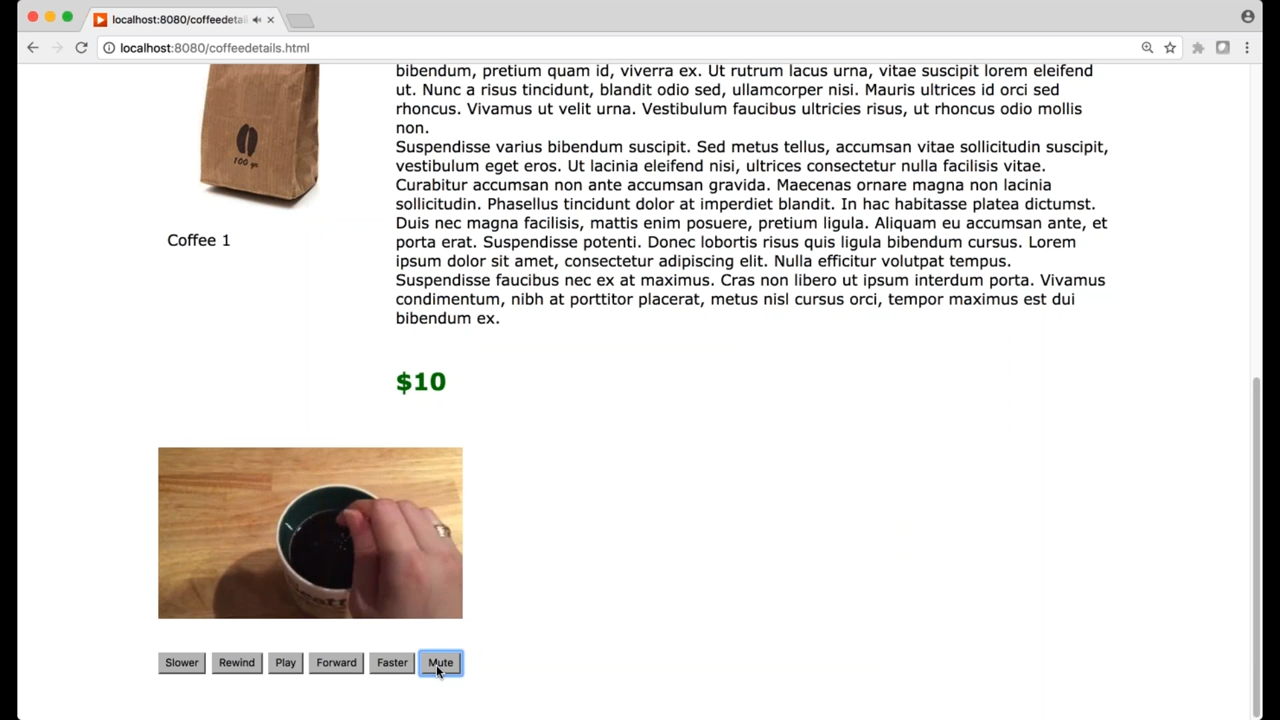 localhost:8080/coffeedetai
localhost:8080/coffeedetails.html
bibendum, pretium quam id, viverra ex. Ut rutrum lacus urna, vitae suscipit lorem eleifend
ut. Nunc a risus tincidunt, blandit odio sed, ullamcorper nisi. Mauris ultrices id orci sed
rhoncus. Vivamus ut velit urna. Vestibulum faucibus ultricies risus, ut rhoncus odio mollis
non.
Suspendisse varius bibendum suscipit. Sed metus tellus, accumsan vitae sollicitudin suscipit,
vestibulum eget eros. Ut lacinia eleifend nisi, ultrices consectetur nulla facilisis vitae.
Curabitur accumsan non ante accumsan gravida. Maecenas ornare magna non lacinia
sollicitudin. Phasellus tincidunt dolor at imperdiet blandit. In hac habitasse platea dictumst.
Duis nec magna facilisis, mattis enim posuere, pretium ligula. Aliquam eu accumsan ante, et
porta erat. Suspendisse potenti. Donec lobortis risus quis ligula bibendum cursus. Lorem
ipsum dolor sit amet, consectetur adipiscing elit. Nulla efficitur volutpat tempus.
Suspendisse faucibus nec ex at maximus. Cras non libero ut ipsum interdum porta. Vivamus
condimentum, nibh at porttitor placerat, metus nisl cursus orci, tempor maximus est dui
bibendum ex.
100 gr
Coffee 1
$10
Slower Rewind Play Forward Faster Mute